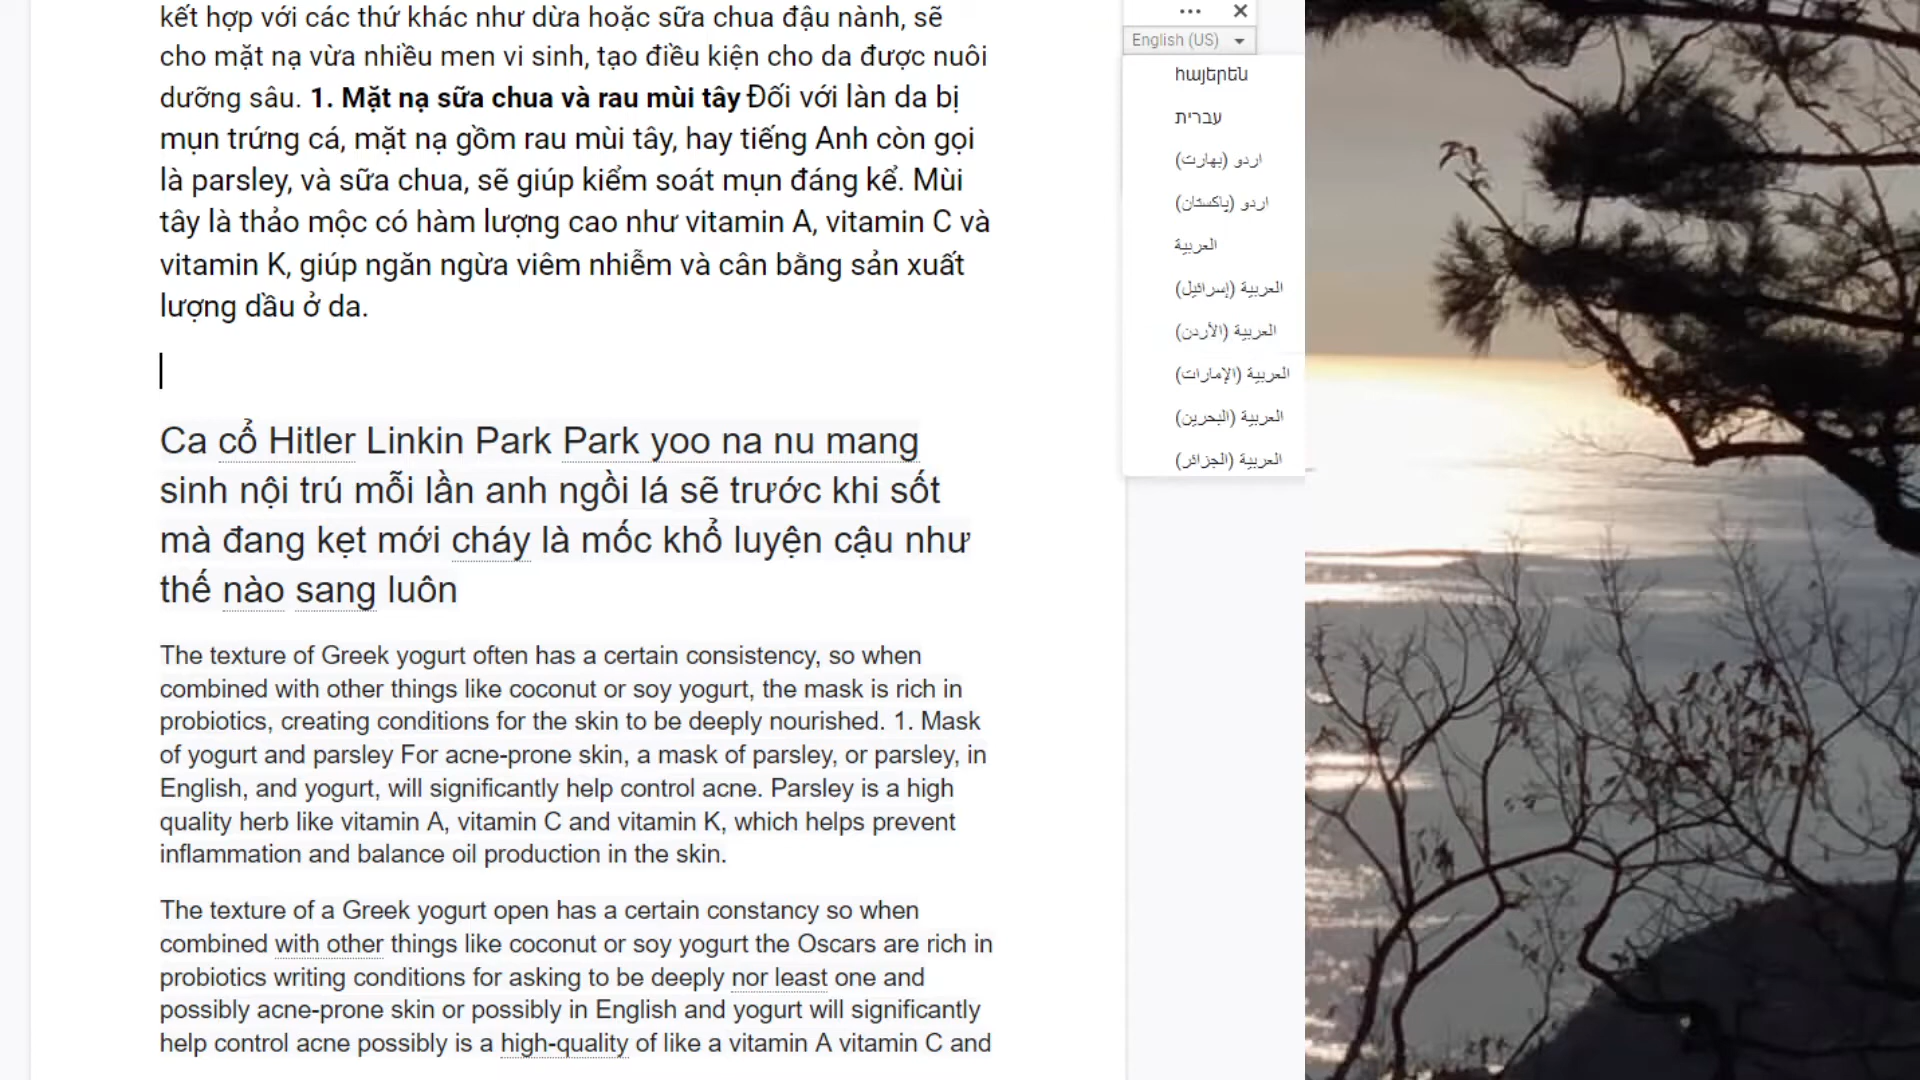 kết hợp với các thứ khác như dừa hoặc sữa chua đậu nành, sẽ
cho mặt nạ vừa nhiều men vi sinh, tạo điều kiện cho da được nuôi
dưỡng sâu. 1. Mặt nạ sữa chua và rau mùi tây Đối với làn da bị
mụn trứng cá, mặt nạ gồm rau mùi tây, hay tiếng Anh còn gọi
là parsley, và sữa chua, sẽ giúp kiểm soát mụn đáng kể. Mùi
tây là thảo mộc có hàm lượng cao như vitamin A, vitamin C và
vitamin K, giúp ngăn ngừa viêm nhiễm và cân bằng sản xuất
lượng dầu ở da.
Ca cổ Hitler Linkin Park Park yoo na nu mang
sinh nội trú mỗi lần anh ngồi lá sẽ trước khi sốt
mà đang kẹt mới cháy là mốc khổ luyện cậu như
thế nào sang luôn
The texture of Greek yogurt often has a certain consistency, so when
combined with other things like coconut or soy yogurt, the mask is rich in
probiotics, creating conditions for the skin to be deeply nourished. 1. Mask
of yogurt and parsley For acne-prone skin, a mask of parsley, or parsley, in
English, and yogurt, will significantly help control acne. Parsley is a high
quality herb like vitamin A, vitamin C and vitamin K, which helps prevent
inflammation and balance oil production in the skin.
The texture of a Greek yogurt open has a certain constancy so when
combined with other things like coconut or soy yogurt the Oscars are rich in
probiotics writing conditions for asking to be deeply nor least one and
possibly acne-prone skin or possibly in English and yogurt will significantly
help control acne possibly is a high-quality of like a vitamin A vitamin C and
English (US)
հայերեն
עברית
اردو (بھارت)
اردو (پاکستان)
العربية
العربية (إسرائيل)
العربية (الأردن)
العربية (الإمارات)
العربية (البحرين)
العربية (الجزائر)